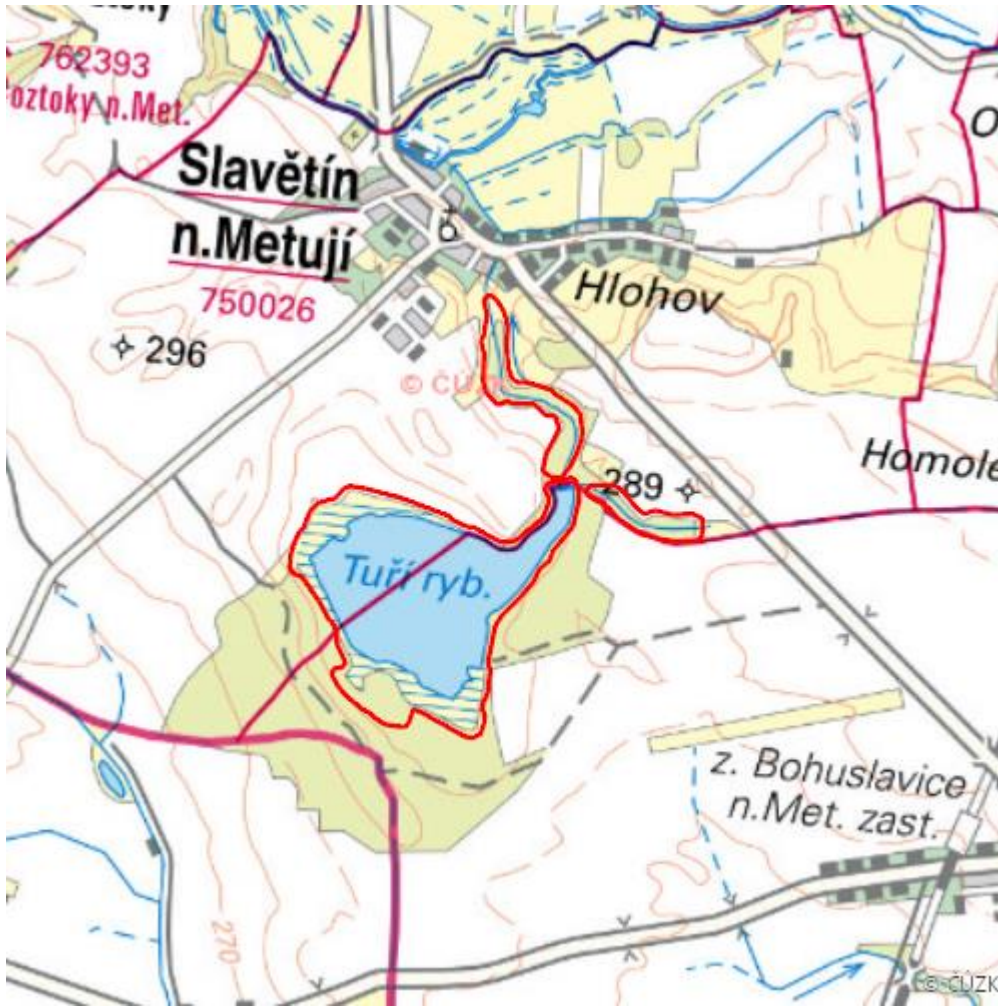 762393
oztoky n.Met.
Slavětín
n.Metují
750026
Hlohov
296
© ČÚZK
289
Homole
Tuří ryb.
z. Bohuslavice
n.Met. zast.
270
© ČÚZK